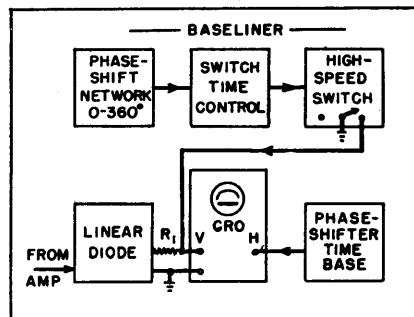 BASELINER
PHASE-
SHIFT
NETWORK
0-360°
SWITCH
TIME
CONTROL
HIGH-
SPEED
SWITCH
FROM
AMP
LINEAR
DIODE
R1
V
CRO
H
PHASE-
SHIFTER
TIME
BASE